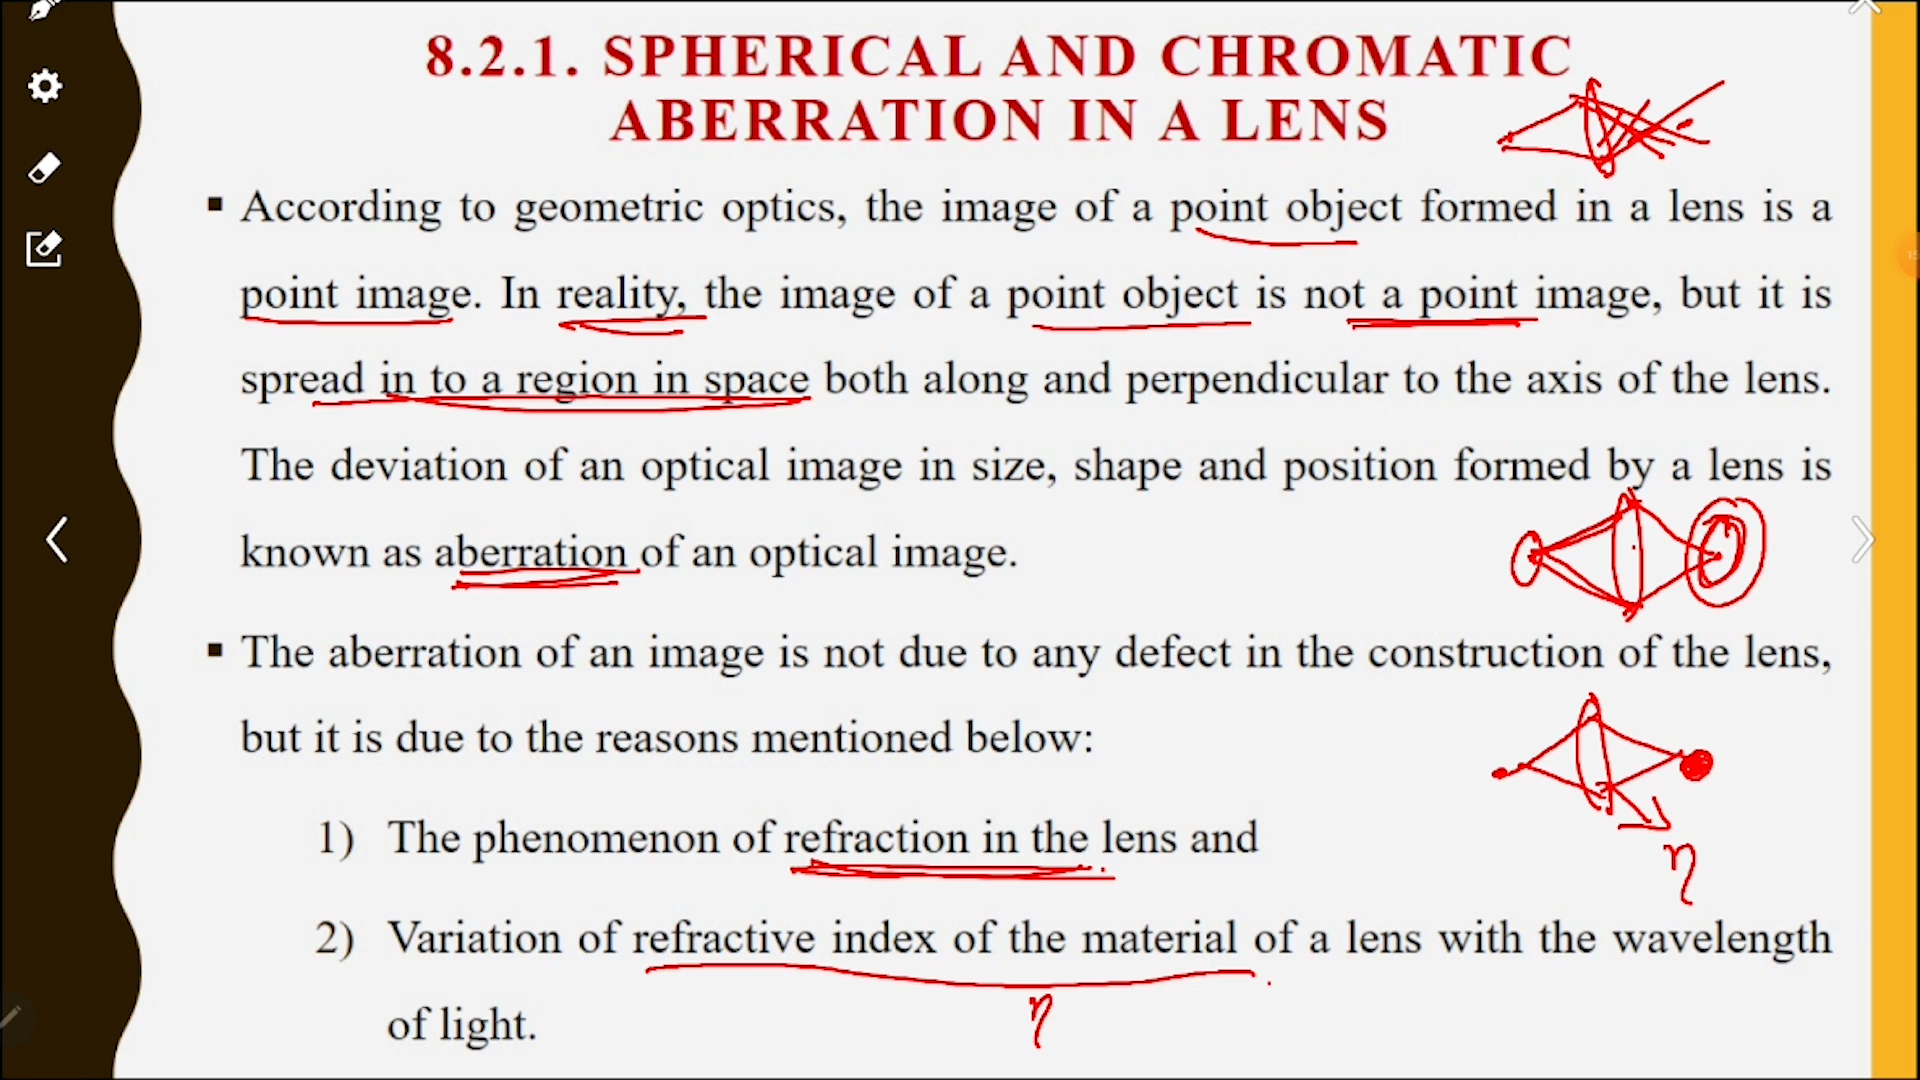 8.2.1. SPHERICAL AND CHROMATIC
ABERRATION IN A LENS
▪ According to geometric optics, the image of a point object formed in a lens is a
point image. In reality, the image of a point object is not a point image, but it is
spread in to a region in space both along and perpendicular to the axis of the lens.
The deviation of an optical image in size, shape and position formed by a lens is
known as aberration of an optical image.
▪ The aberration of an image is not due to any defect in the construction of the lens,
but it is due to the reasons mentioned below:
1) The phenomenon of refraction in the lens and
η
2) Variation of refractive index of the material of a lens with the wavelength
of light.
η
15